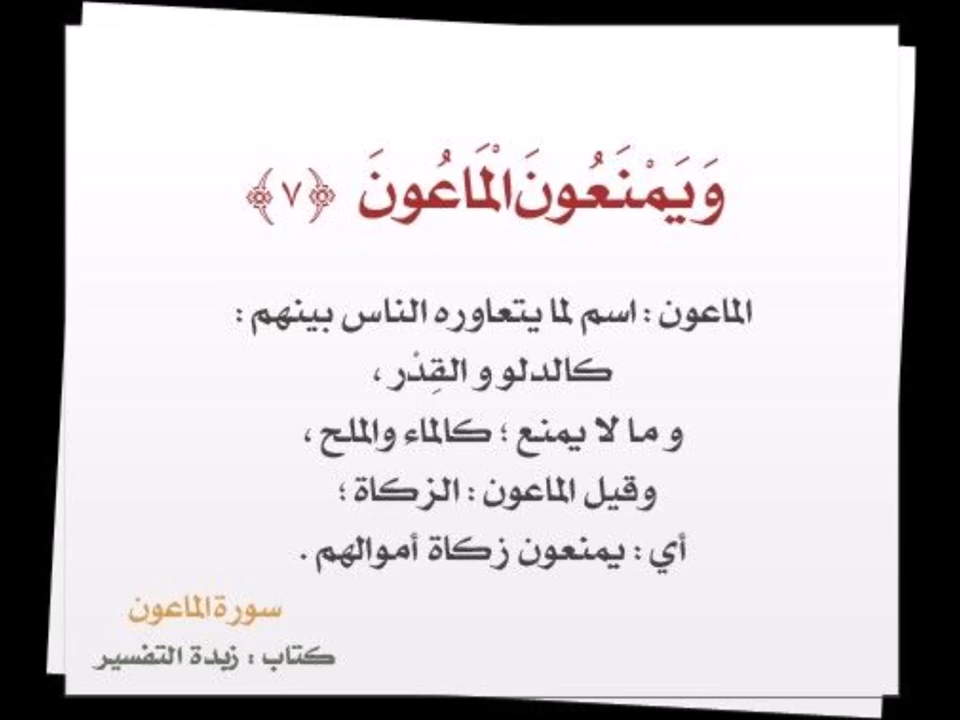 وَيَمْنَعُونَ الْمَاعُونَ ﴿٧﴾
الماعون : اسم لما يتعاوره الناس بينهم :
كالدلو و القِدْر ،
و ما لا يمنع ؛ كالماء والملح ،
وقيل الماعون : الزكاة ؛
أي : يمنعون زكاة أموالهم .
سورة الماعون
كتاب : زبدة التفسير